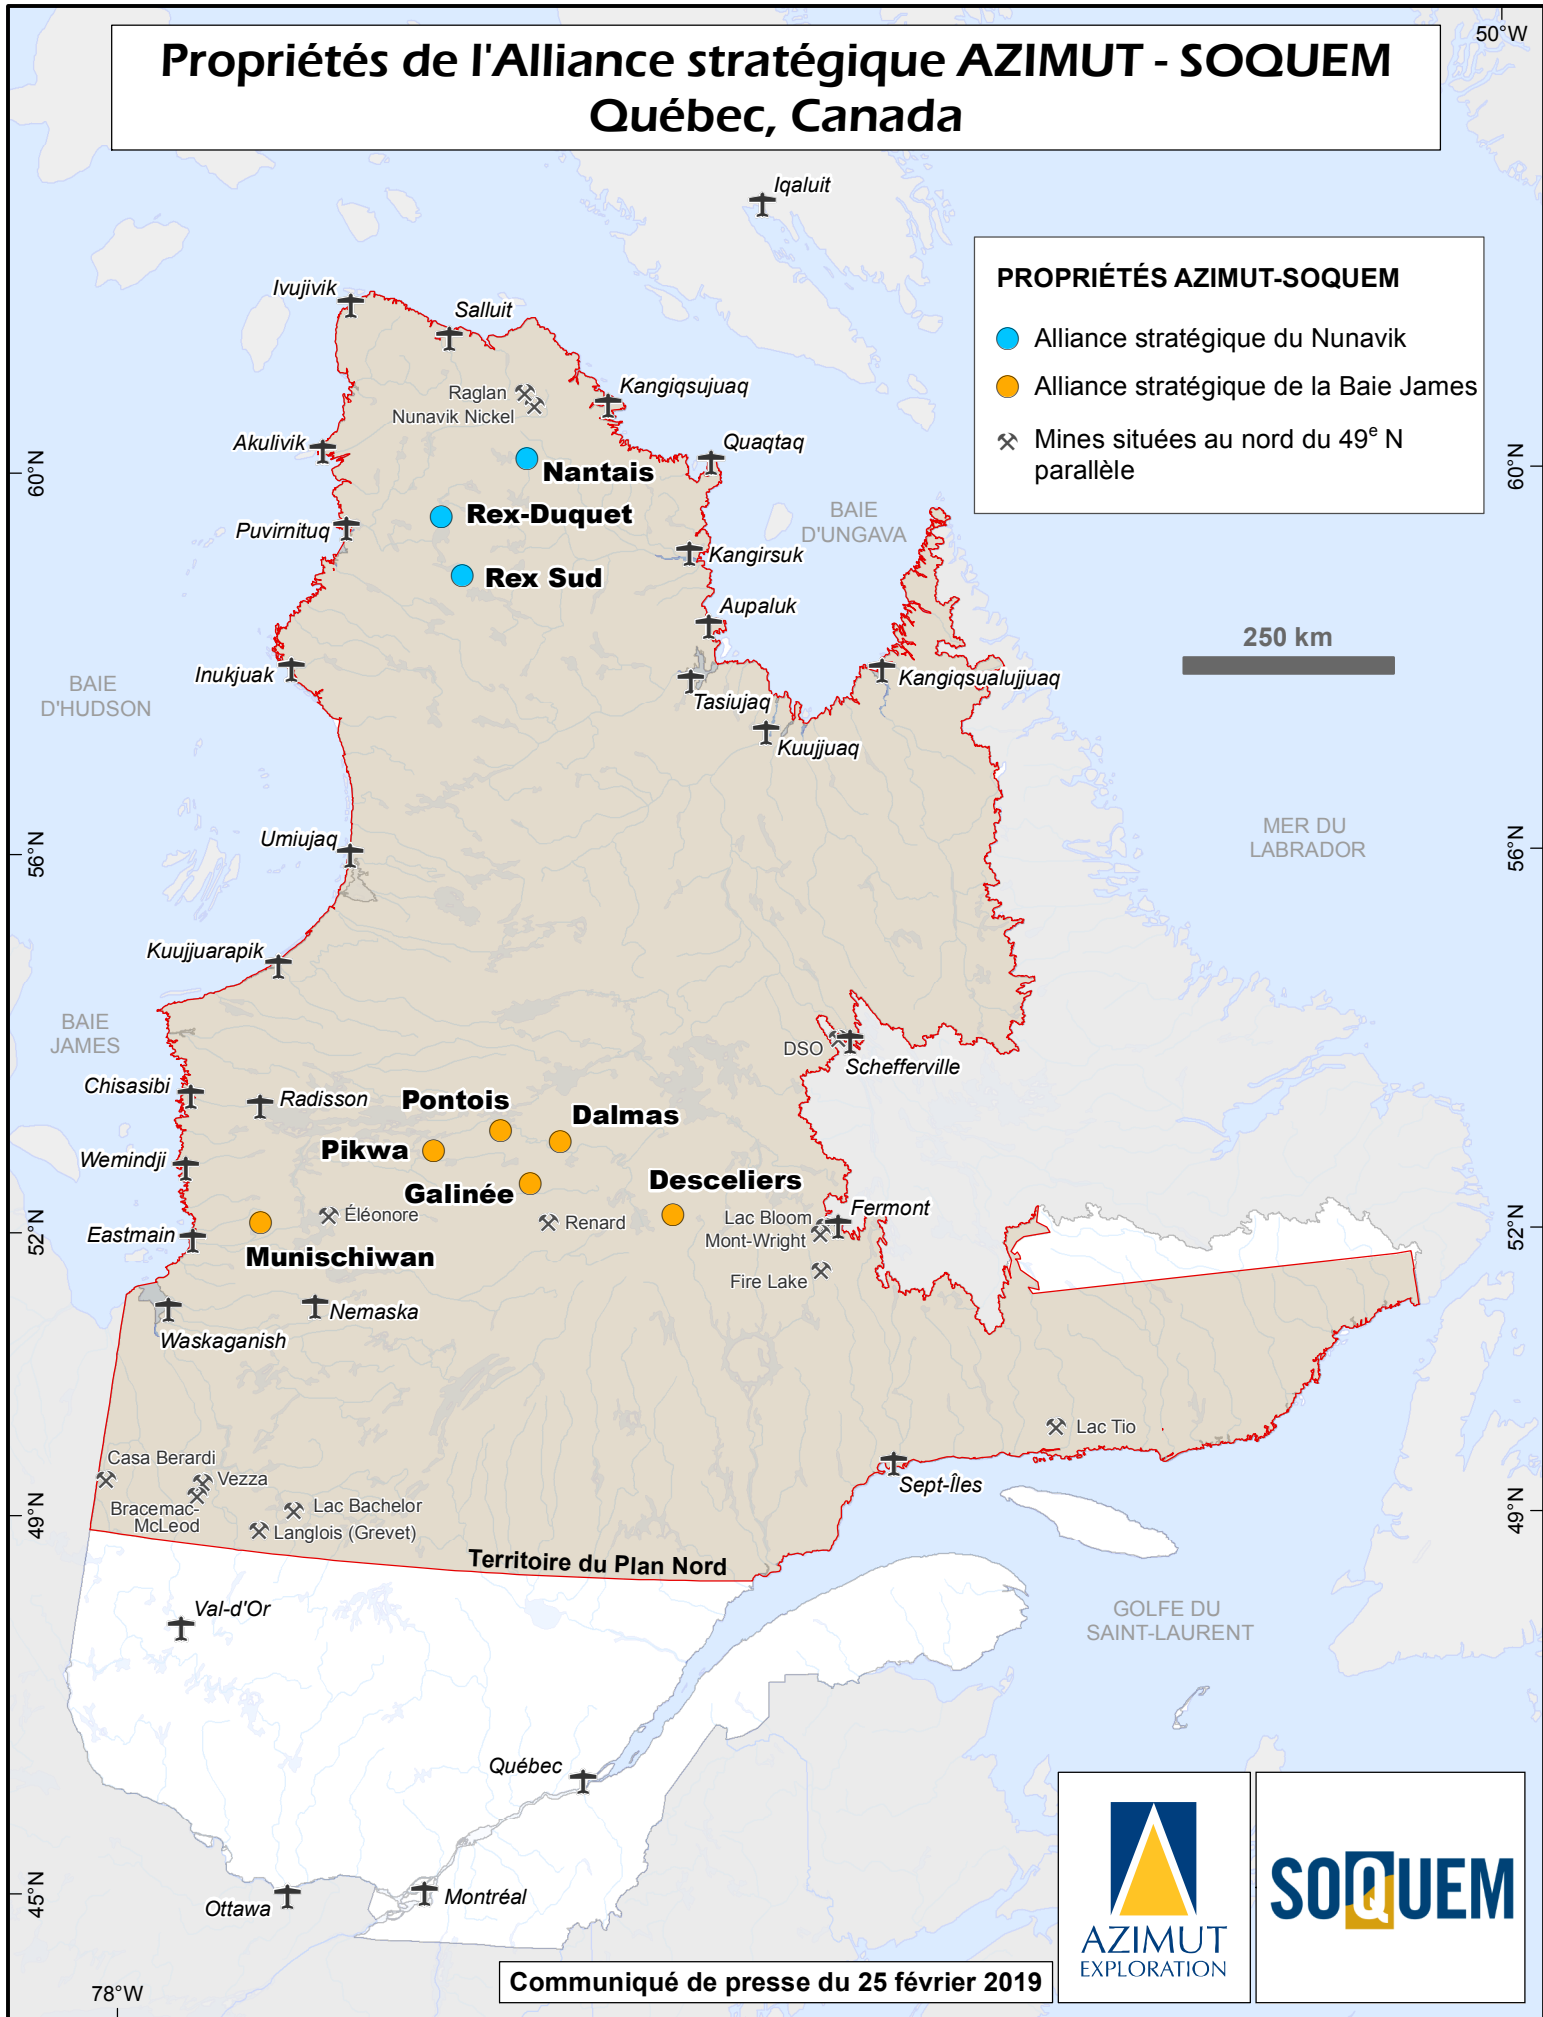 50°W
Propriétés de l'Alliance stratégique AZIMUT - SOQUEM
Québec, Canada
Iqaluit
PROPRIÉTÉS AZIMUT-SOQUEM
Alliance stratégique du Nunavik
Alliance stratégique de la Baie James
Mines situées au nord du 49e N
parallèle
Ivujivik
Salluit
Raglan
Nunavik Nickel
Kangiqsujuaq
Akulivik
Quaqtaq
60°N
60°N
Nantais
Rex-Duquet
Puvirnituq
BAIE
D'UNGAVA
Kangirsuk
Rex Sud
Aupaluk
250 km
Inukjuak
BAIE
D'HUDSON
Tasiujaq
Kangiqsualujjuaq
Kuujjuaq
Umiujaq
56°N
56°N
MER DU
LABRADOR
Kuujjuarapik
BAIE
JAMES
DSO
Schefferville
Chisasibi
Radisson
Pontois
Dalmas
Pikwa
Wemindji
Galinée
Desceliers
Éléonore
Renard
Lac Bloom
Fermont
Mont-Wright
Eastmain
52°N
52°N
Munischiwan
Fire Lake
Nemaska
Waskaganish
Lac Tio
Casa Berardi
Vezza
Bracemac-
McLeod
Lac Bachelor
Langlois (Grevet)
Sept-Îles
49°N
49°N
Territoire du Plan Nord
Val-d'Or
GOLFE DU
SAINT-LAURENT
Québec
45°N
Ottawa
Montréal
AZIMUT
EXPLORATION
SOQUEM
Communiqué de presse du 25 février 2019
78°W